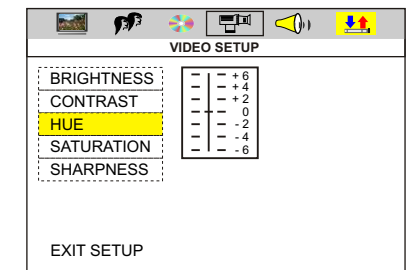 VIDEO SETUP
BRIGHTNESS
CONTRAST
HUE
SATURATION
SHARPNESS
+ 6
+ 4
+ 2
0
- 2
- 4
- 6
EXIT SETUP